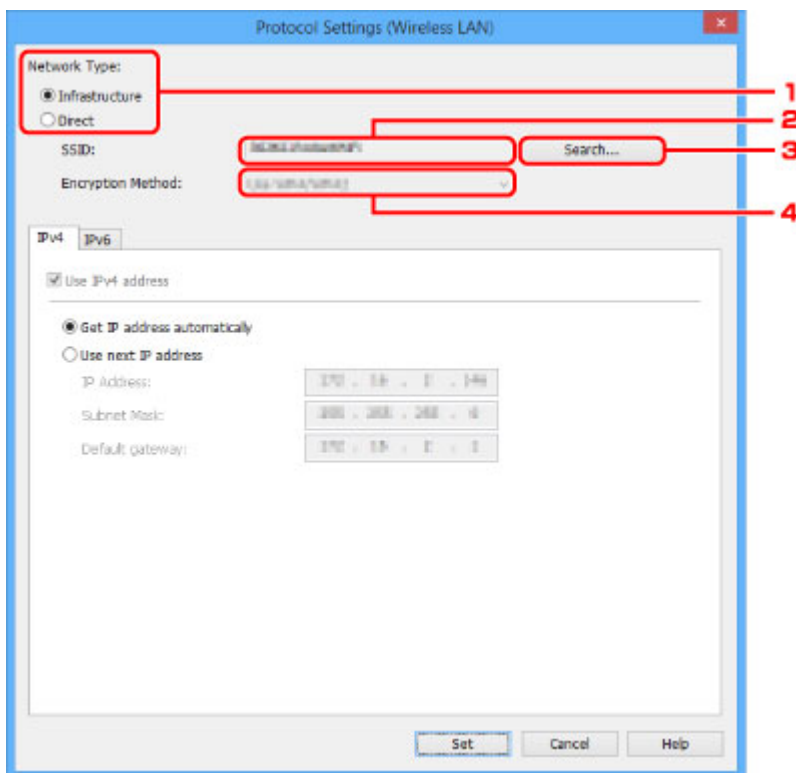 Protocol Settings (Wireless LAN)
Network Type:
Infrastructure
1
Direct
2
SSID:
Search...
3
Encryption Method:
4
IPv4
IPv6
Use IPv4 address
Get IP address automatically
Use next IP address
IP Address:
Subnet Mask:
Default gateway:
Set
Cancel
Help